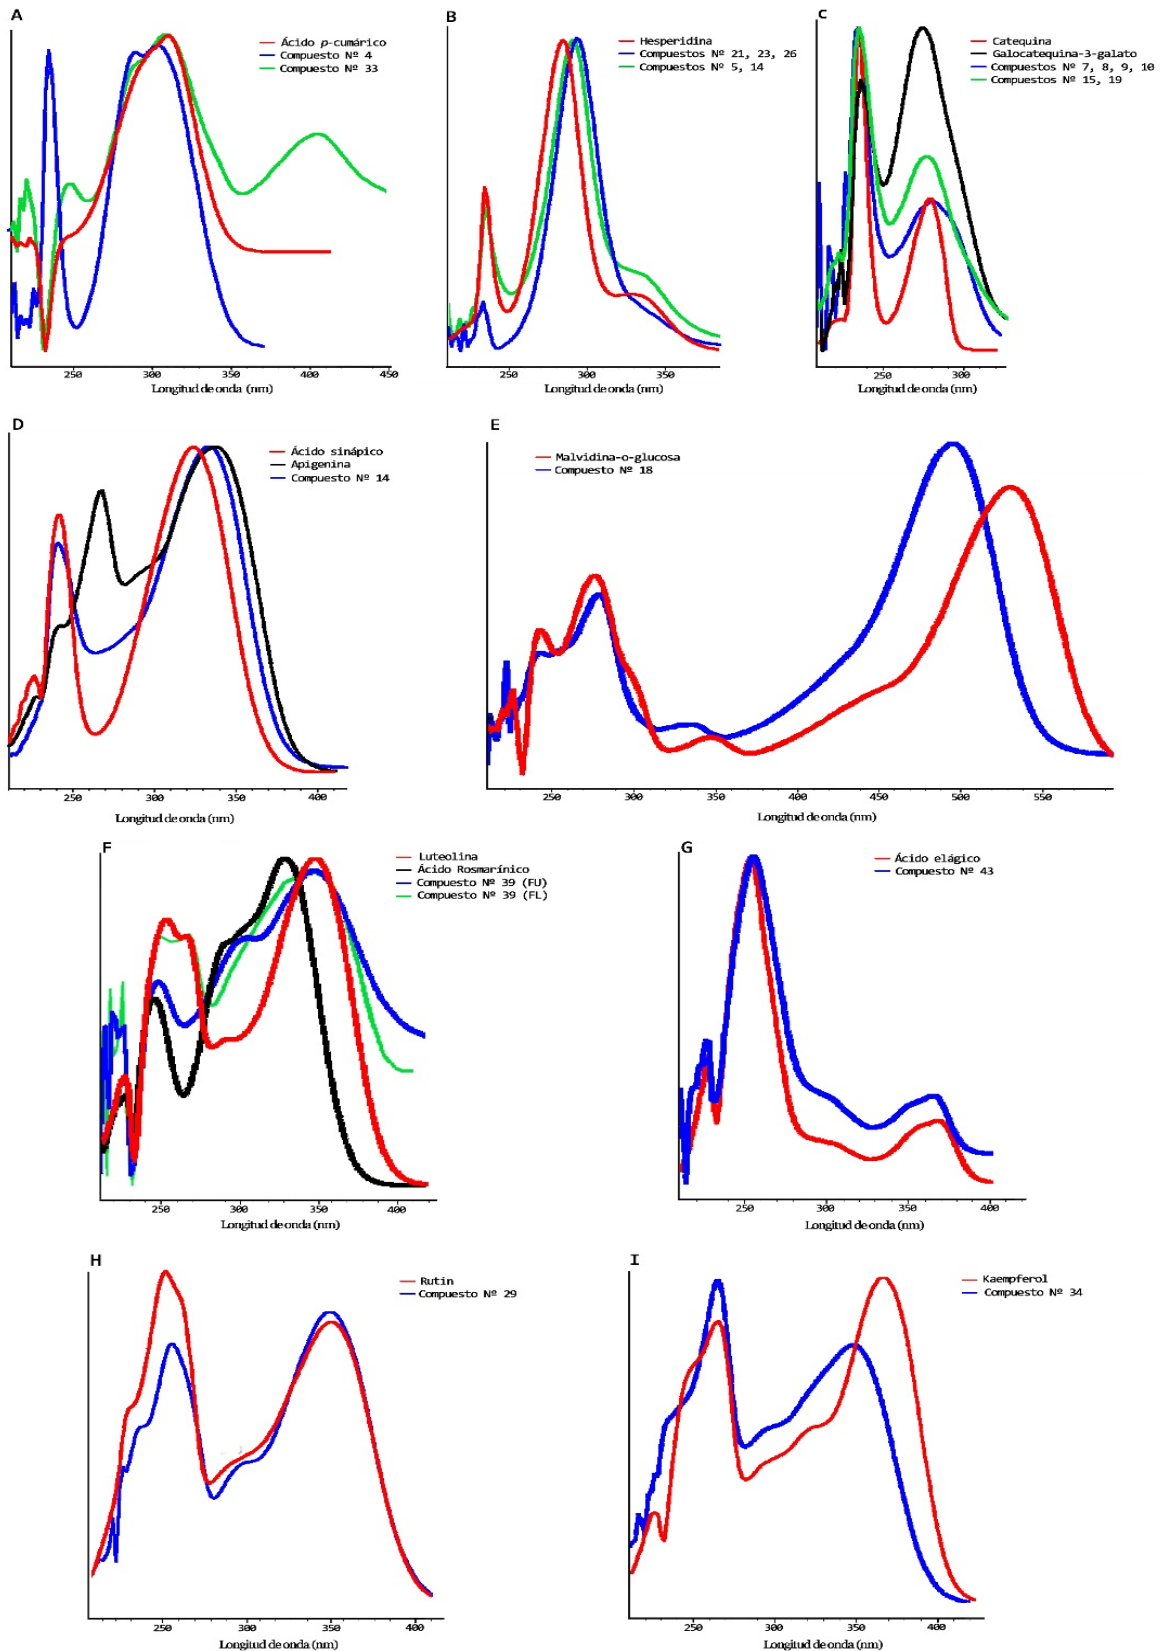 A
Ácido p-cumárico
Compuesto Nº 4
Compuesto Nº 33
250 300 350 400 450
Longitud de onda (nm)
B
Hesperidina
Compuestos Nº 21, 23, 26
Compuestos Nº 5, 14
250 300 350
Longitud de onda (nm)
C
Catequina
Galocatequina-3-galato
Compuestos Nº 7, 8, 9, 10
Compuestos Nº 15, 19
250 300
Longitud de onda (nm)
D
Ácido sinápico
Apigenina
Compuesto Nº 14
250 300 350 400
Longitud de onda (nm)
E
Malvidina-o-glucosa
Compuesto Nº 18
250 300 350 400 450 500 550
Longitud de onda (nm)
F
Luteolina
Ácido Rosmarínico
Compuesto Nº 39 (FU)
Compuesto Nº 39 (FL)
250 300 350 400
Longitud de onda (nm)
G
Ácido elágico
Compuesto Nº 43
250 300 350 400
Longitud de onda (nm)
H
Rutin
Compuesto Nº 29
250 300 350 400
Longitud de onda (nm)
I
Kaempferol
Compuesto Nº 34
250 300 350 400
Longitud de onda (nm)